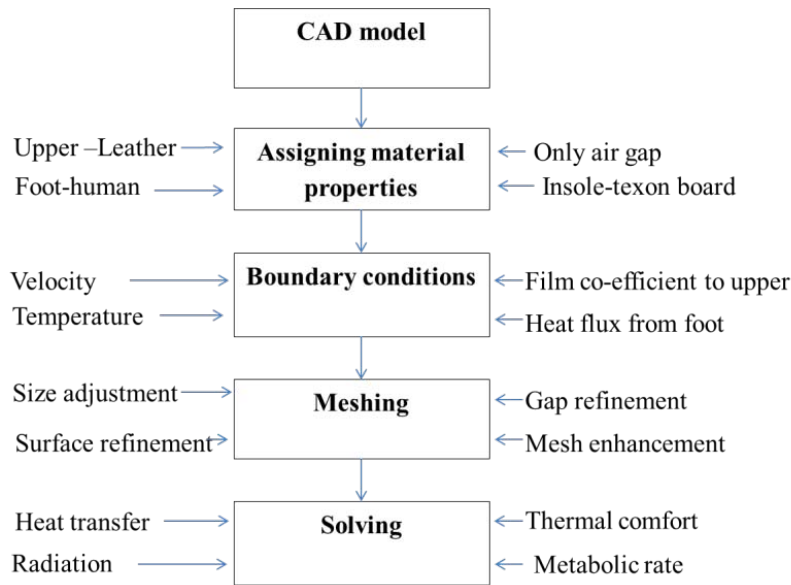 CAD model
Upper –Leather
Foot-human
Assigning material
properties
Only air gap
Insole-texon board
Velocity
Temperature
Boundary conditions
Film co-efficient to upper
Heat flux from foot
Size adjustment
Surface refinement
Meshing
Gap refinement
Mesh enhancement
Heat transfer
Radiation
Solving
Thermal comfort
Metabolic rate